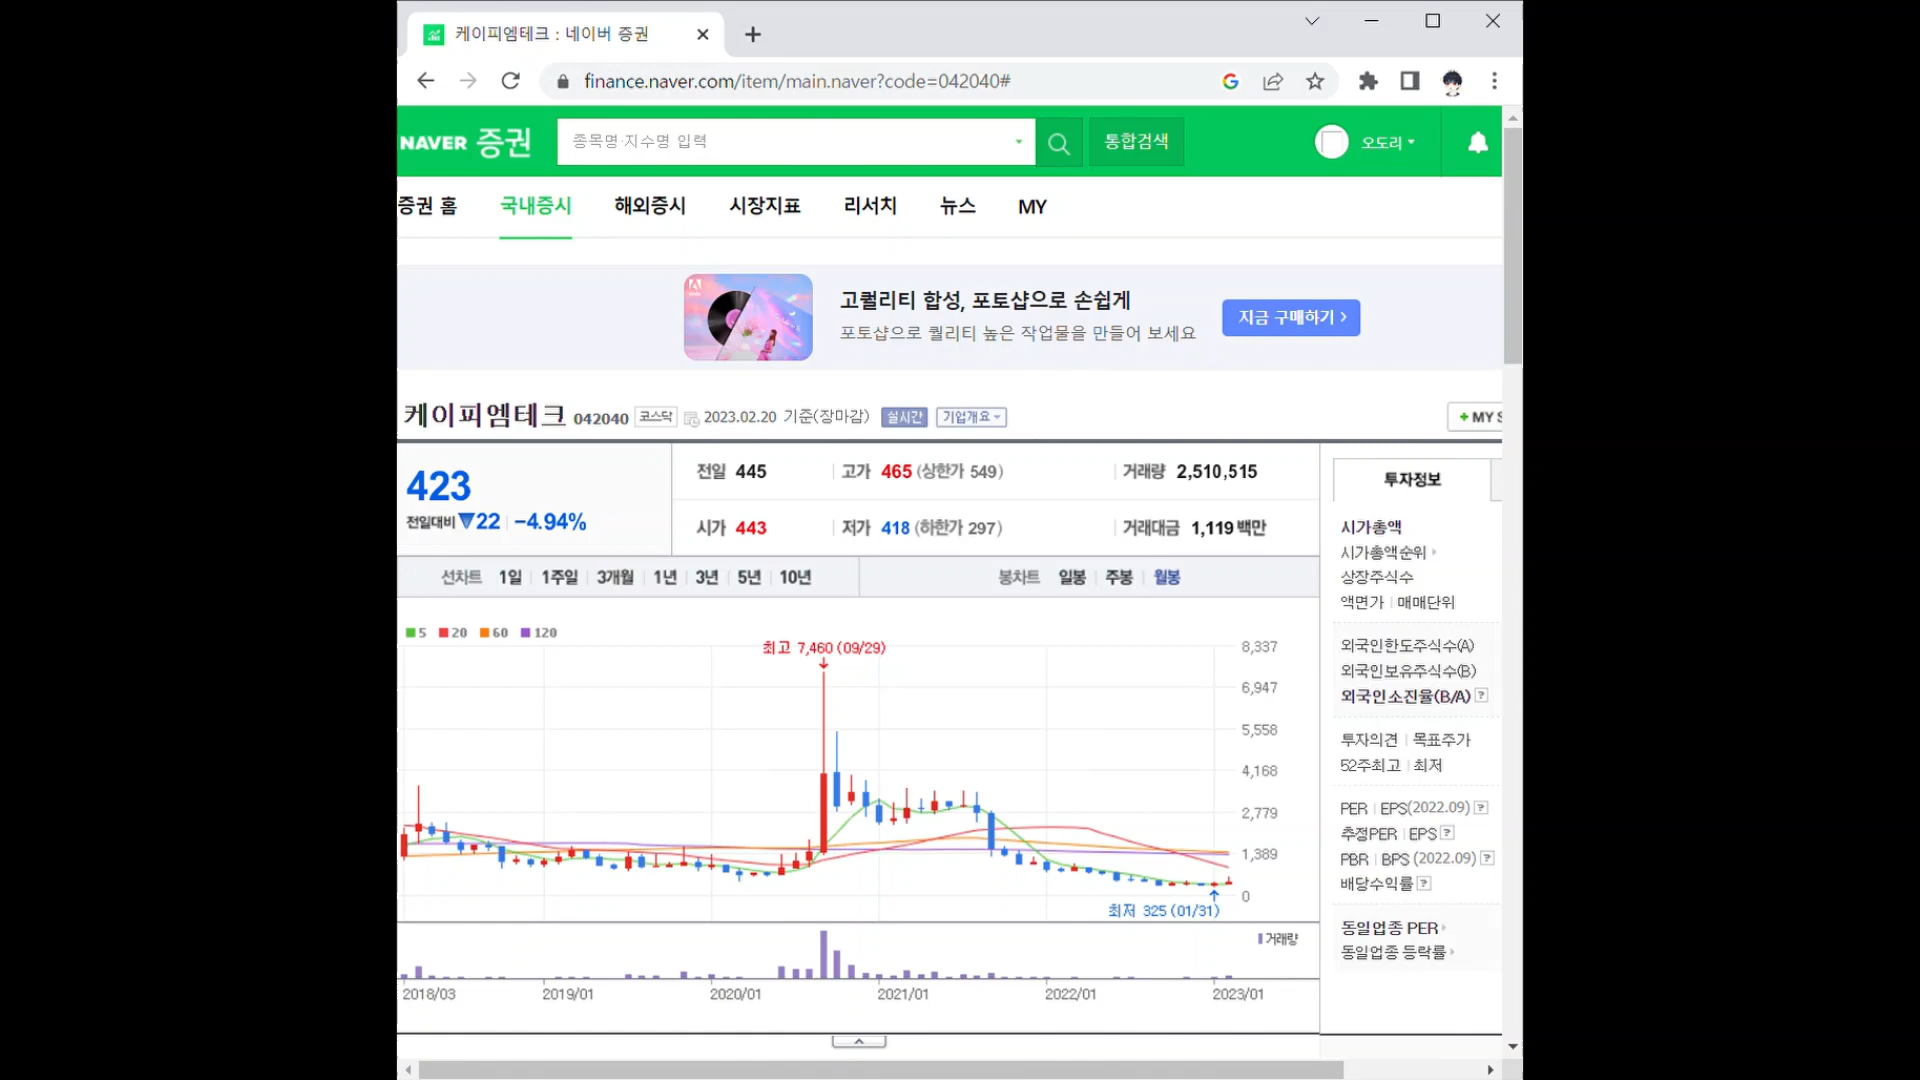 케이피엠테크 : 네이버 증권
finance.naver.com/item/main.naver?code=042040#
NAVER 증권 종목명·지수명 입력 통합검색 오도리
증권 홈 국내증시 해외증시 시장지표 리서치 뉴스 MY
고퀄리티 합성, 포토샵으로 손쉽게
포토샵으로 퀄리티 높은 작업물을 만들어 보세요
지금 구매하기 >
케이피엠테크 042040 코스닥 2023.02.20 기준(장마감) 실시간 기업개요
+ MY S
423
전일대비 ▼22 −4.94%
전일 445 고가 465 (상한가 549) 거래량 2,510,515
시가 443 저가 418 (하한가 297) 거래대금 1,119 백만
선차트 1일 1주일 3개월 1년 3년 5년 10년 봉차트 일봉 주봉 월봉
5 20 60 120
최고 7,460 (09/29)
8,337
6,947
5,558
4,168
2,779
1,389
0
최저 325 (01/31)
거래량
2018/03 2019/01 2020/01 2021/01 2022/01 2023/01
투자정보
시가총액
시가총액순위
상장주식수
액면가 매매단위
외국인한도주식수(A)
외국인보유주식수(B)
외국인소진율(B/A) ?
투자의견 목표주가
52주최고 최저
PER EPS(2022.09) ?
추정PER EPS ?
PBR BPS (2022.09) ?
배당수익률 ?
동일업종 PER
동일업종 등락률